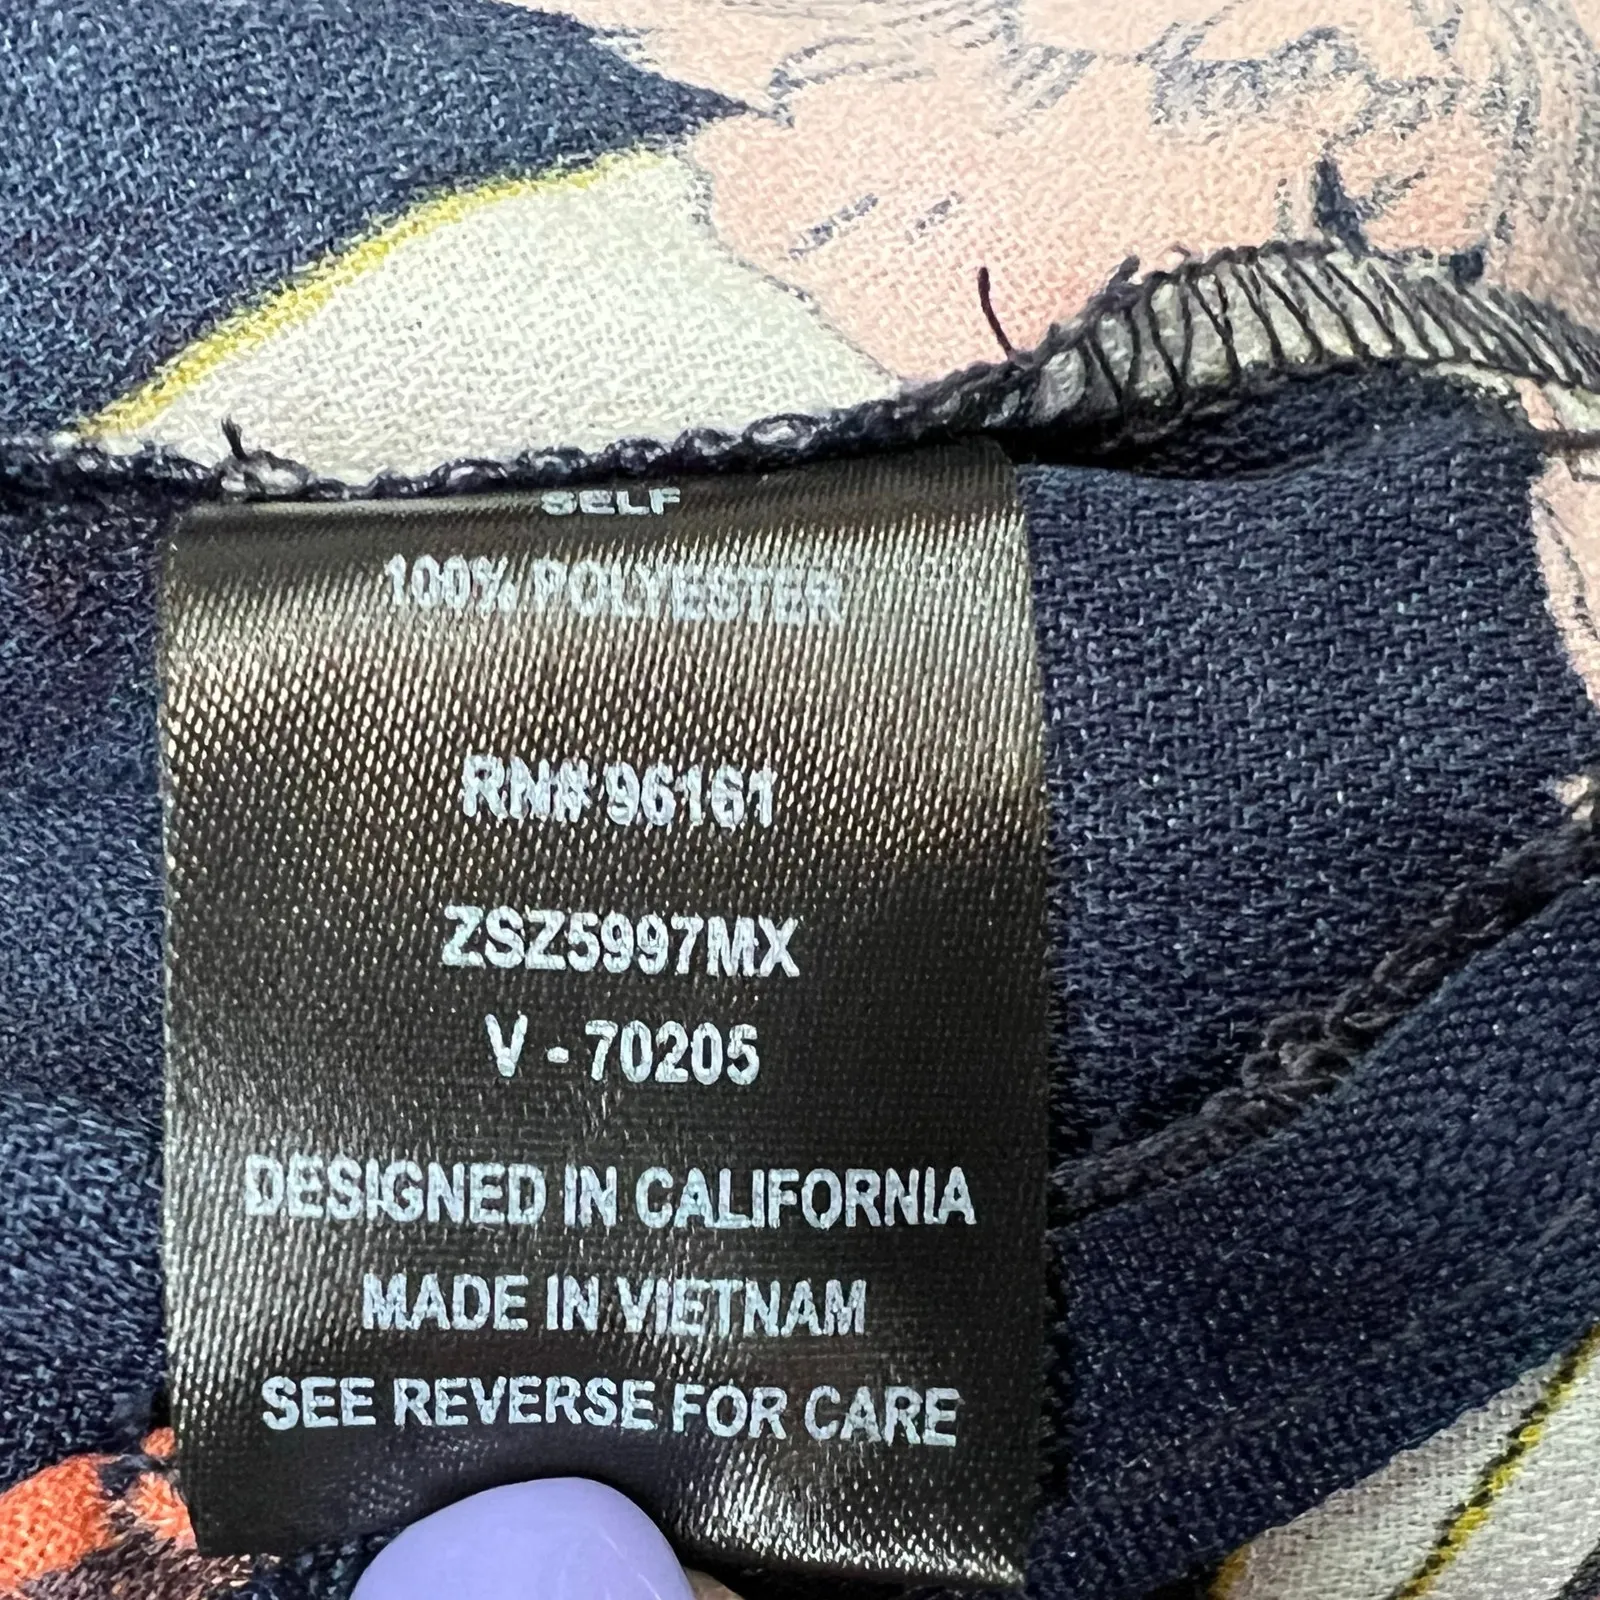 SELF
100% POLYESTER
RN# 96161
ZSZ5997MX
V - 70205
DESIGNED IN CALIFORNIA
MADE IN VIETNAM
SEE REVERSE FOR CARE